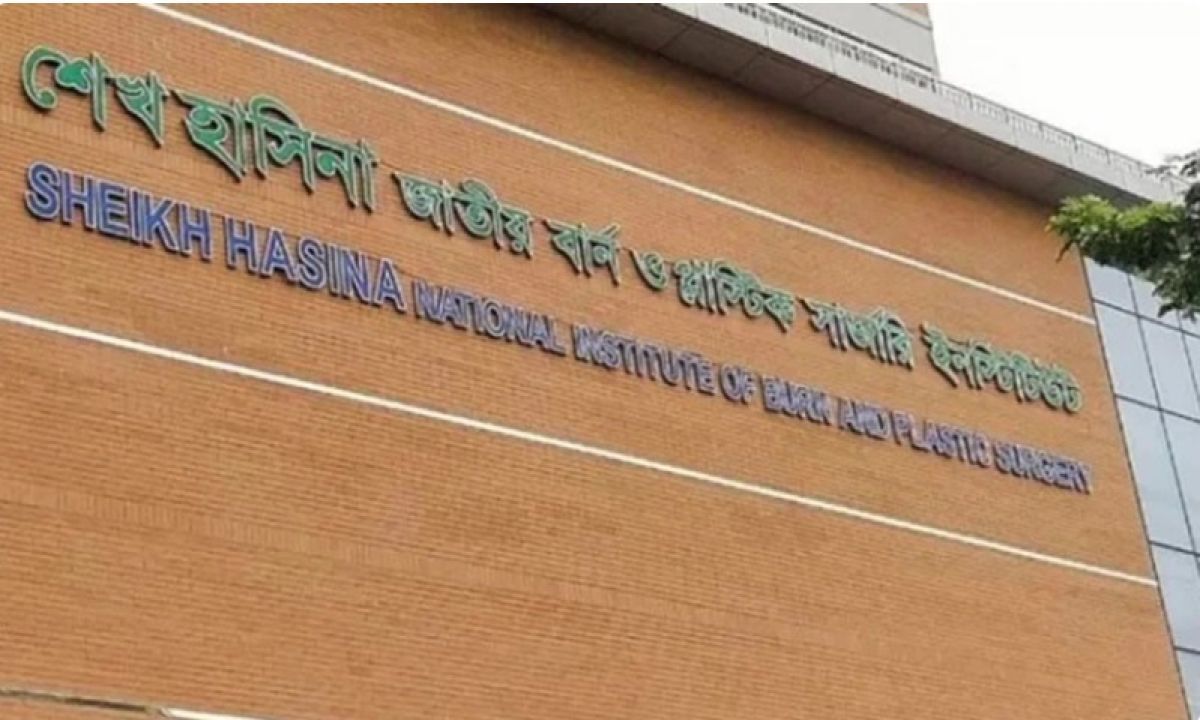 শেখ হাসিনা জাতীয় বার্ন ও প্লাস্টিক সার্জারি ইনস্টিটিউট
SHEIKH HASINA NATIONAL INSTITUTE OF BURN AND PLASTIC SURGERY